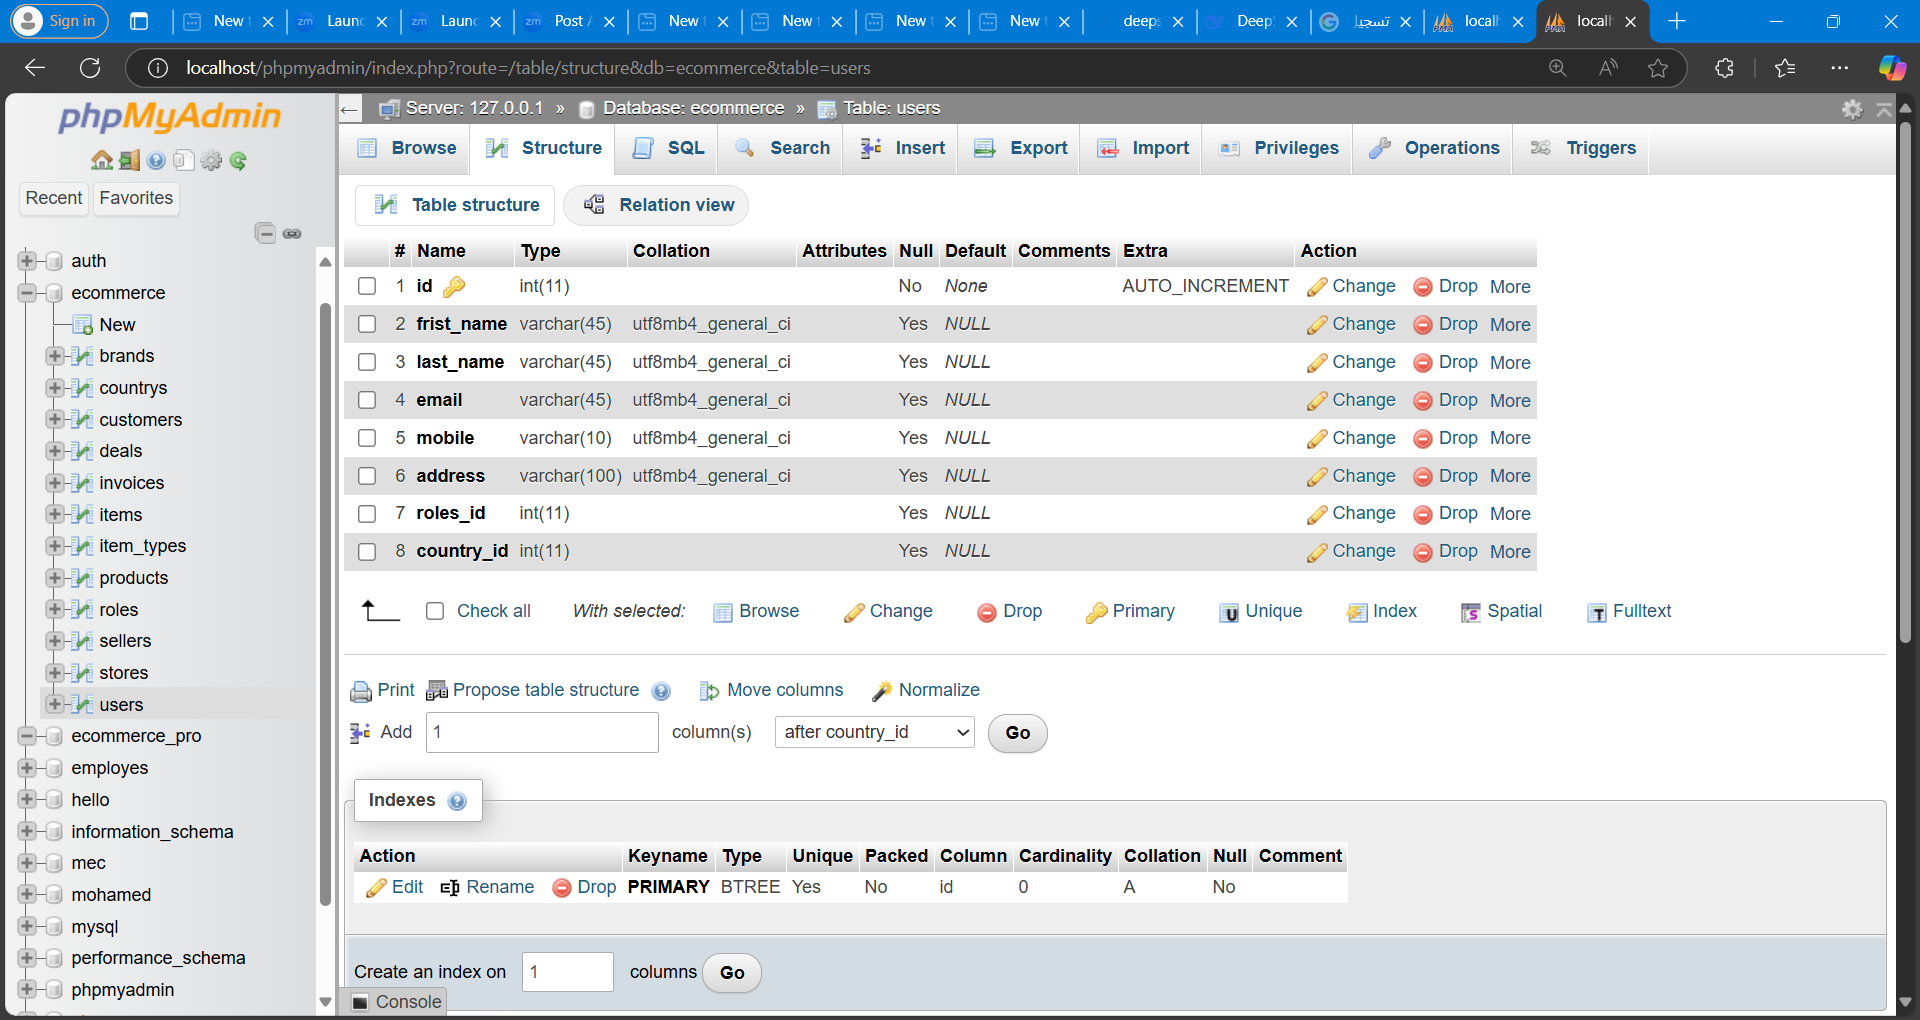 Sign in New t Laun Laun Post New t New t New t New t deeps Deep تسجيل localh localh
localhost/phpmyadmin/index.php?route=/table/structure&db=ecommerce&table=users
phpMyAdmin
Recent Favorites
auth
ecommerce
New
brands
countrys
customers
deals
invoices
items
item_types
products
roles
sellers
stores
users
ecommerce_pro
employes
hello
information_schema
mec
mohamed
mysql
performance_schema
phpmyadmin
Server: 127.0.0.1 » Database: ecommerce » Table: users
Browse Structure SQL Search Insert Export Import Privileges Operations Triggers
Table structure Relation view
# Name Type Collation Attributes Null Default Comments Extra Action
1 id int(11) No None AUTO_INCREMENT Change Drop More
2 frist_name varchar(45) utf8mb4_general_ci Yes NULL Change Drop More
3 last_name varchar(45) utf8mb4_general_ci Yes NULL Change Drop More
4 email varchar(45) utf8mb4_general_ci Yes NULL Change Drop More
5 mobile varchar(10) utf8mb4_general_ci Yes NULL Change Drop More
6 address varchar(100) utf8mb4_general_ci Yes NULL Change Drop More
7 roles_id int(11) Yes NULL Change Drop More
8 country_id int(11) Yes NULL Change Drop More
Check all With selected: Browse Change Drop Primary Unique Index Spatial Fulltext
Print Propose table structure Move columns Normalize
Add 1 column(s) after country_id Go
Indexes
Action Keyname Type Unique Packed Column Cardinality Collation Null Comment
Edit Rename Drop PRIMARY BTREE Yes No id 0 A No
Create an index on 1 columns Go
Console